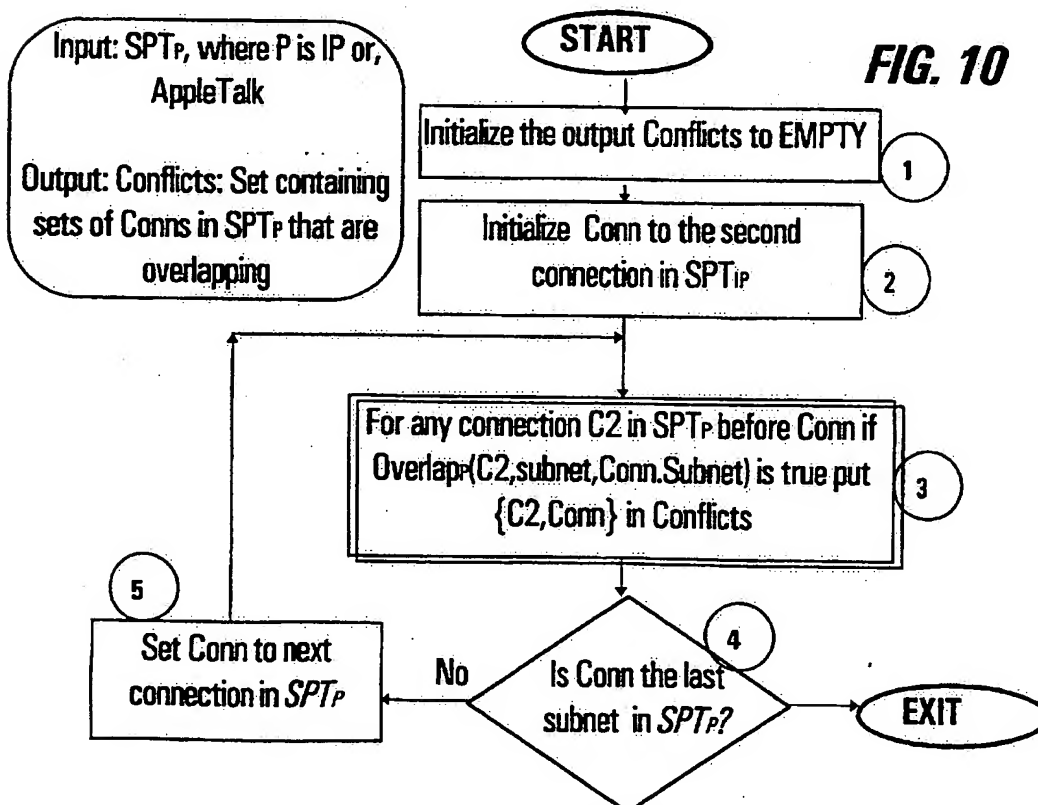 Input: SPTP, where P is IP or,
AppleTalk
Output: Conflicts: Set containing
sets of Conns in SPTP that are
overlapping
START
FIG. 10
Initialize the output Conflicts to EMPTY
1
Initialize Conn to the second
connection in SPTIP
2
For any connection C2 in SPTP before Conn if
OverlapP(C2,subnet,Conn.Subnet) is true put
{C2,Conn} in Conflicts
3
5
Set Conn to next
connection in SPTP
No
4
Is Conn the last
subnet in SPTP?
EXIT